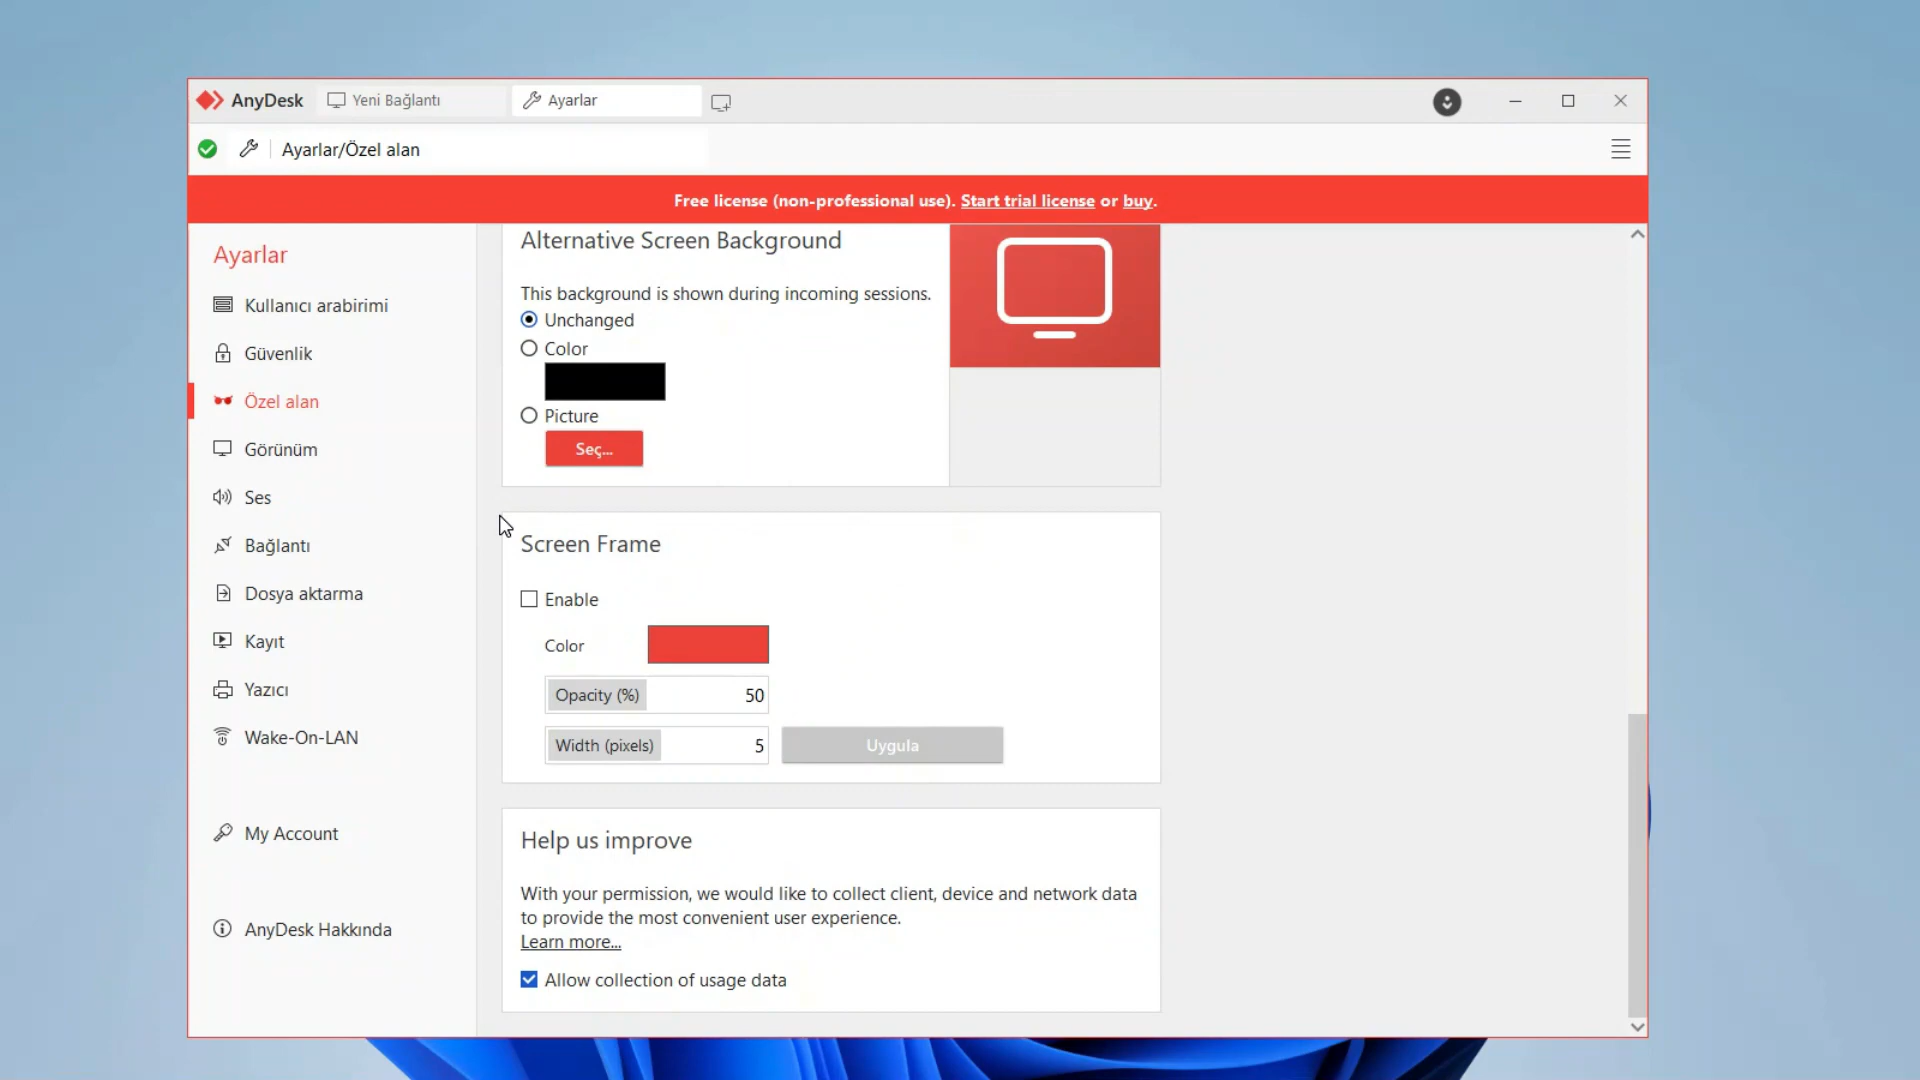 AnyDesk
Yeni Bağlantı
Ayarlar
Ayarlar/Özel alan
Free license (non-professional use). Start trial license or buy.
Ayarlar
Kullanıcı arabirimi
Güvenlik
Özel alan
Görünüm
Ses
Bağlantı
Dosya aktarma
Kayıt
Yazıcı
Wake-On-LAN
My Account
AnyDesk Hakkında
Alternative Screen Background
This background is shown during incoming sessions.
Unchanged
Color
Picture
Seç...
Screen Frame
Enable
Color
Opacity (%) 50
Width (pixels) 5
Uygula
Help us improve
With your permission, we would like to collect client, device and network data
to provide the most convenient user experience.
Learn more...
Allow collection of usage data